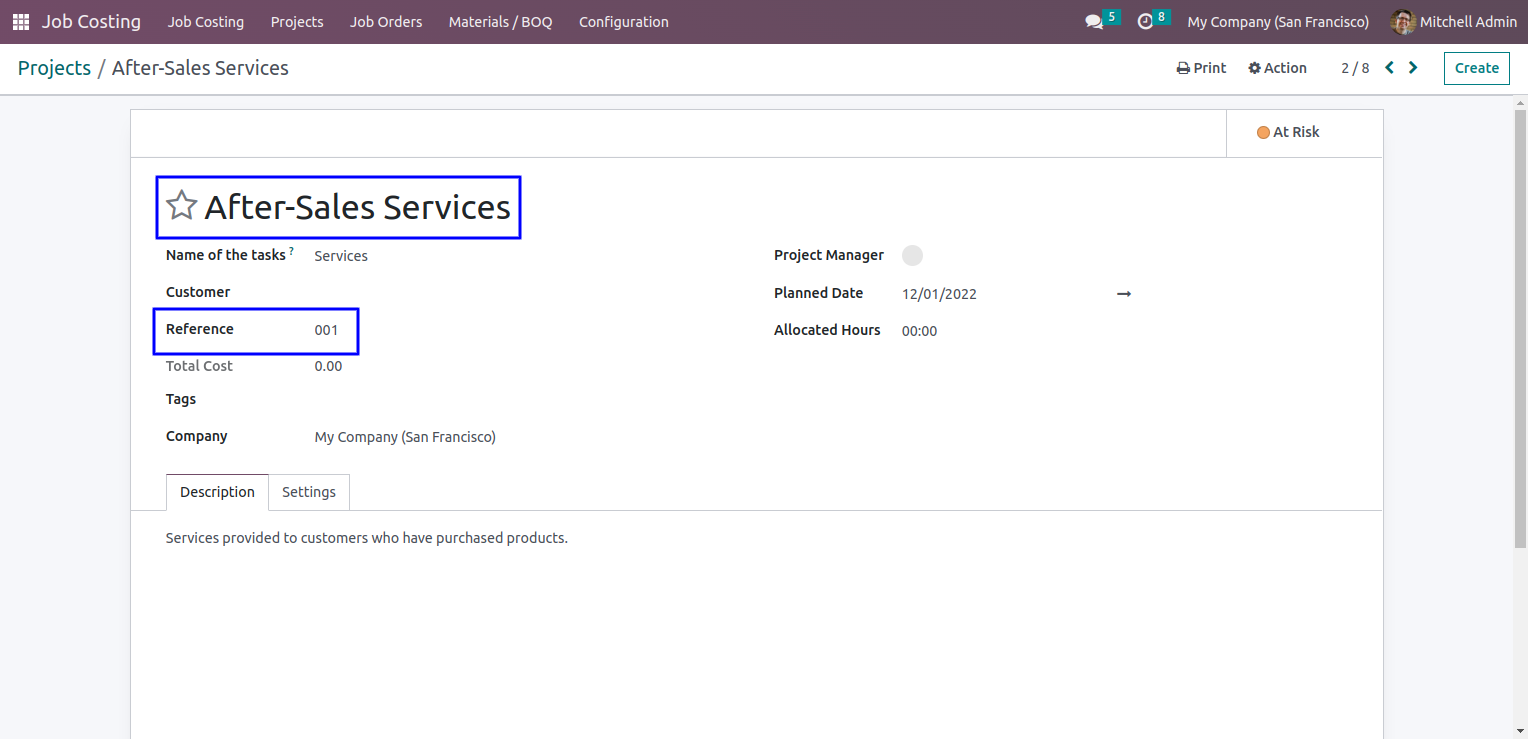 Job Costing Job Costing Projects Job Orders Materials / BOQ Configuration 5 8 My Company (San Francisco) Mitchell Admin
Projects / After-Sales Services Print Action 2 / 8 Create
At Risk
After-Sales Services
Name of the tasks ? Services Project Manager
Customer Planned Date 12/01/2022 →
Reference 001 Allocated Hours 00:00
Total Cost 0.00
Tags
Company My Company (San Francisco)
Description Settings
Services provided to customers who have purchased products.